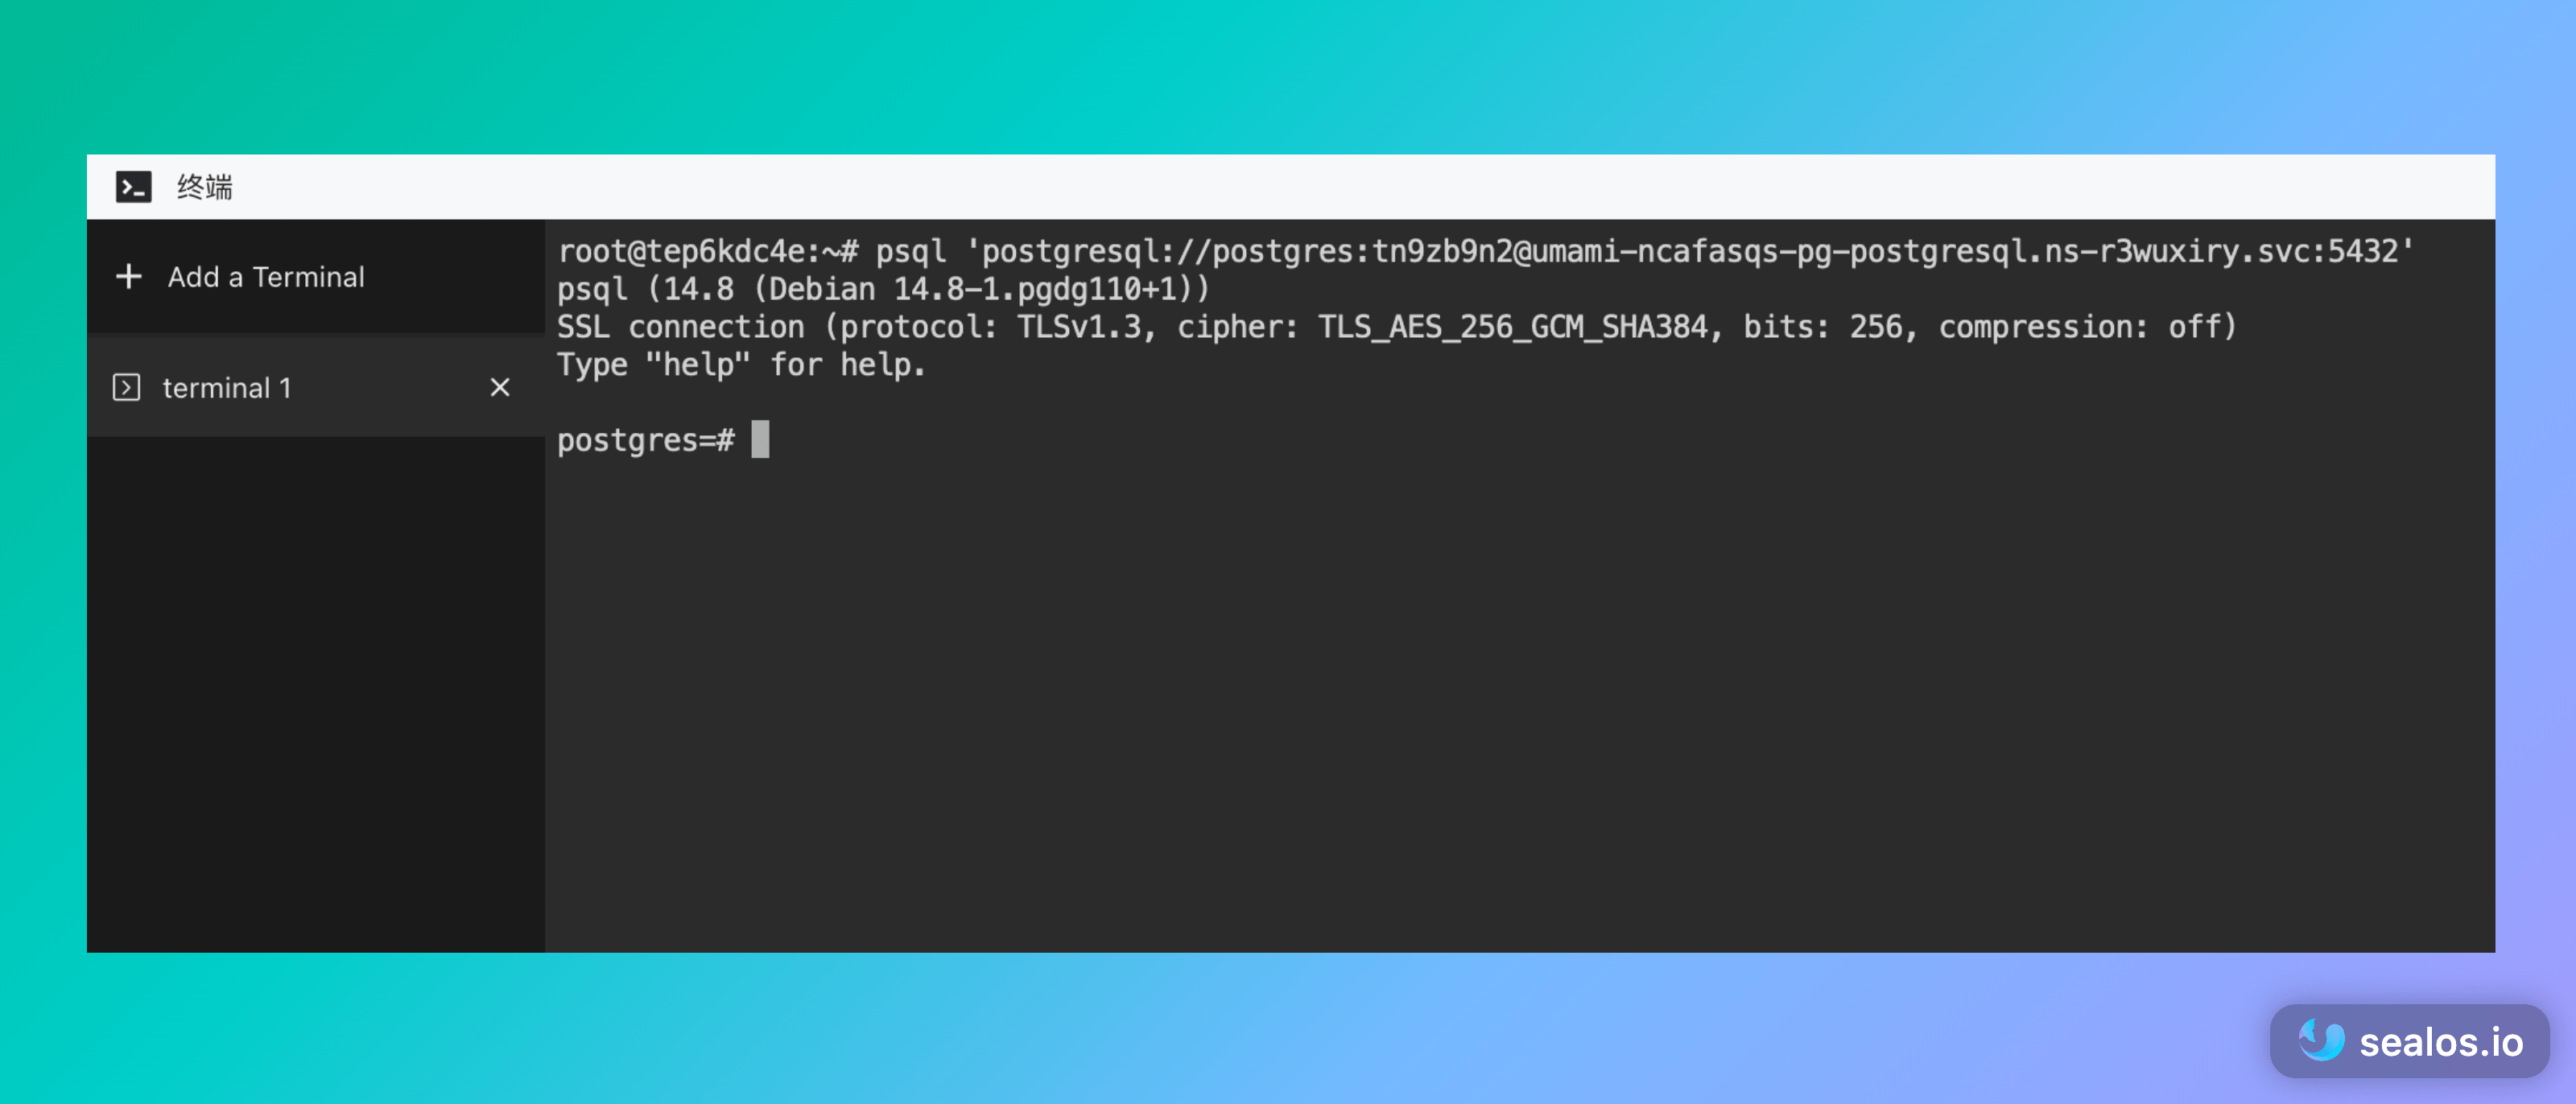 终端
Add a Terminal
terminal 1
root@tep6kdc4e:~# psql 'postgresql://postgres:tn9zb9n2@umami-ncafasqs-pg-postgresql.ns-r3wuxiry.svc:5432'
psql (14.8 (Debian 14.8-1.pgdg110+1))
SSL connection (protocol: TLSv1.3, cipher: TLS_AES_256_GCM_SHA384, bits: 256, compression: off)
Type "help" for help.
postgres=#
sealos.io